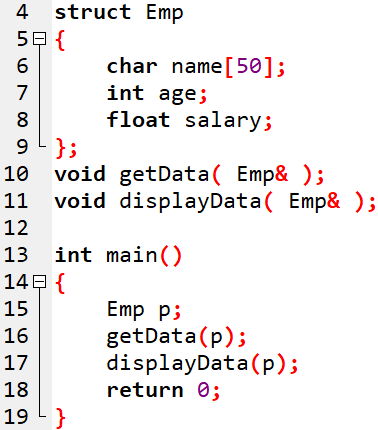 4 struct Emp
5 {
6 char name[50];
7 int age;
8 float salary;
9 };
10 void getData( Emp& );
11 void displayData( Emp& );
12
13 int main()
14 {
15 Emp p;
16 getData(p);
17 displayData(p);
18 return 0;
19 }